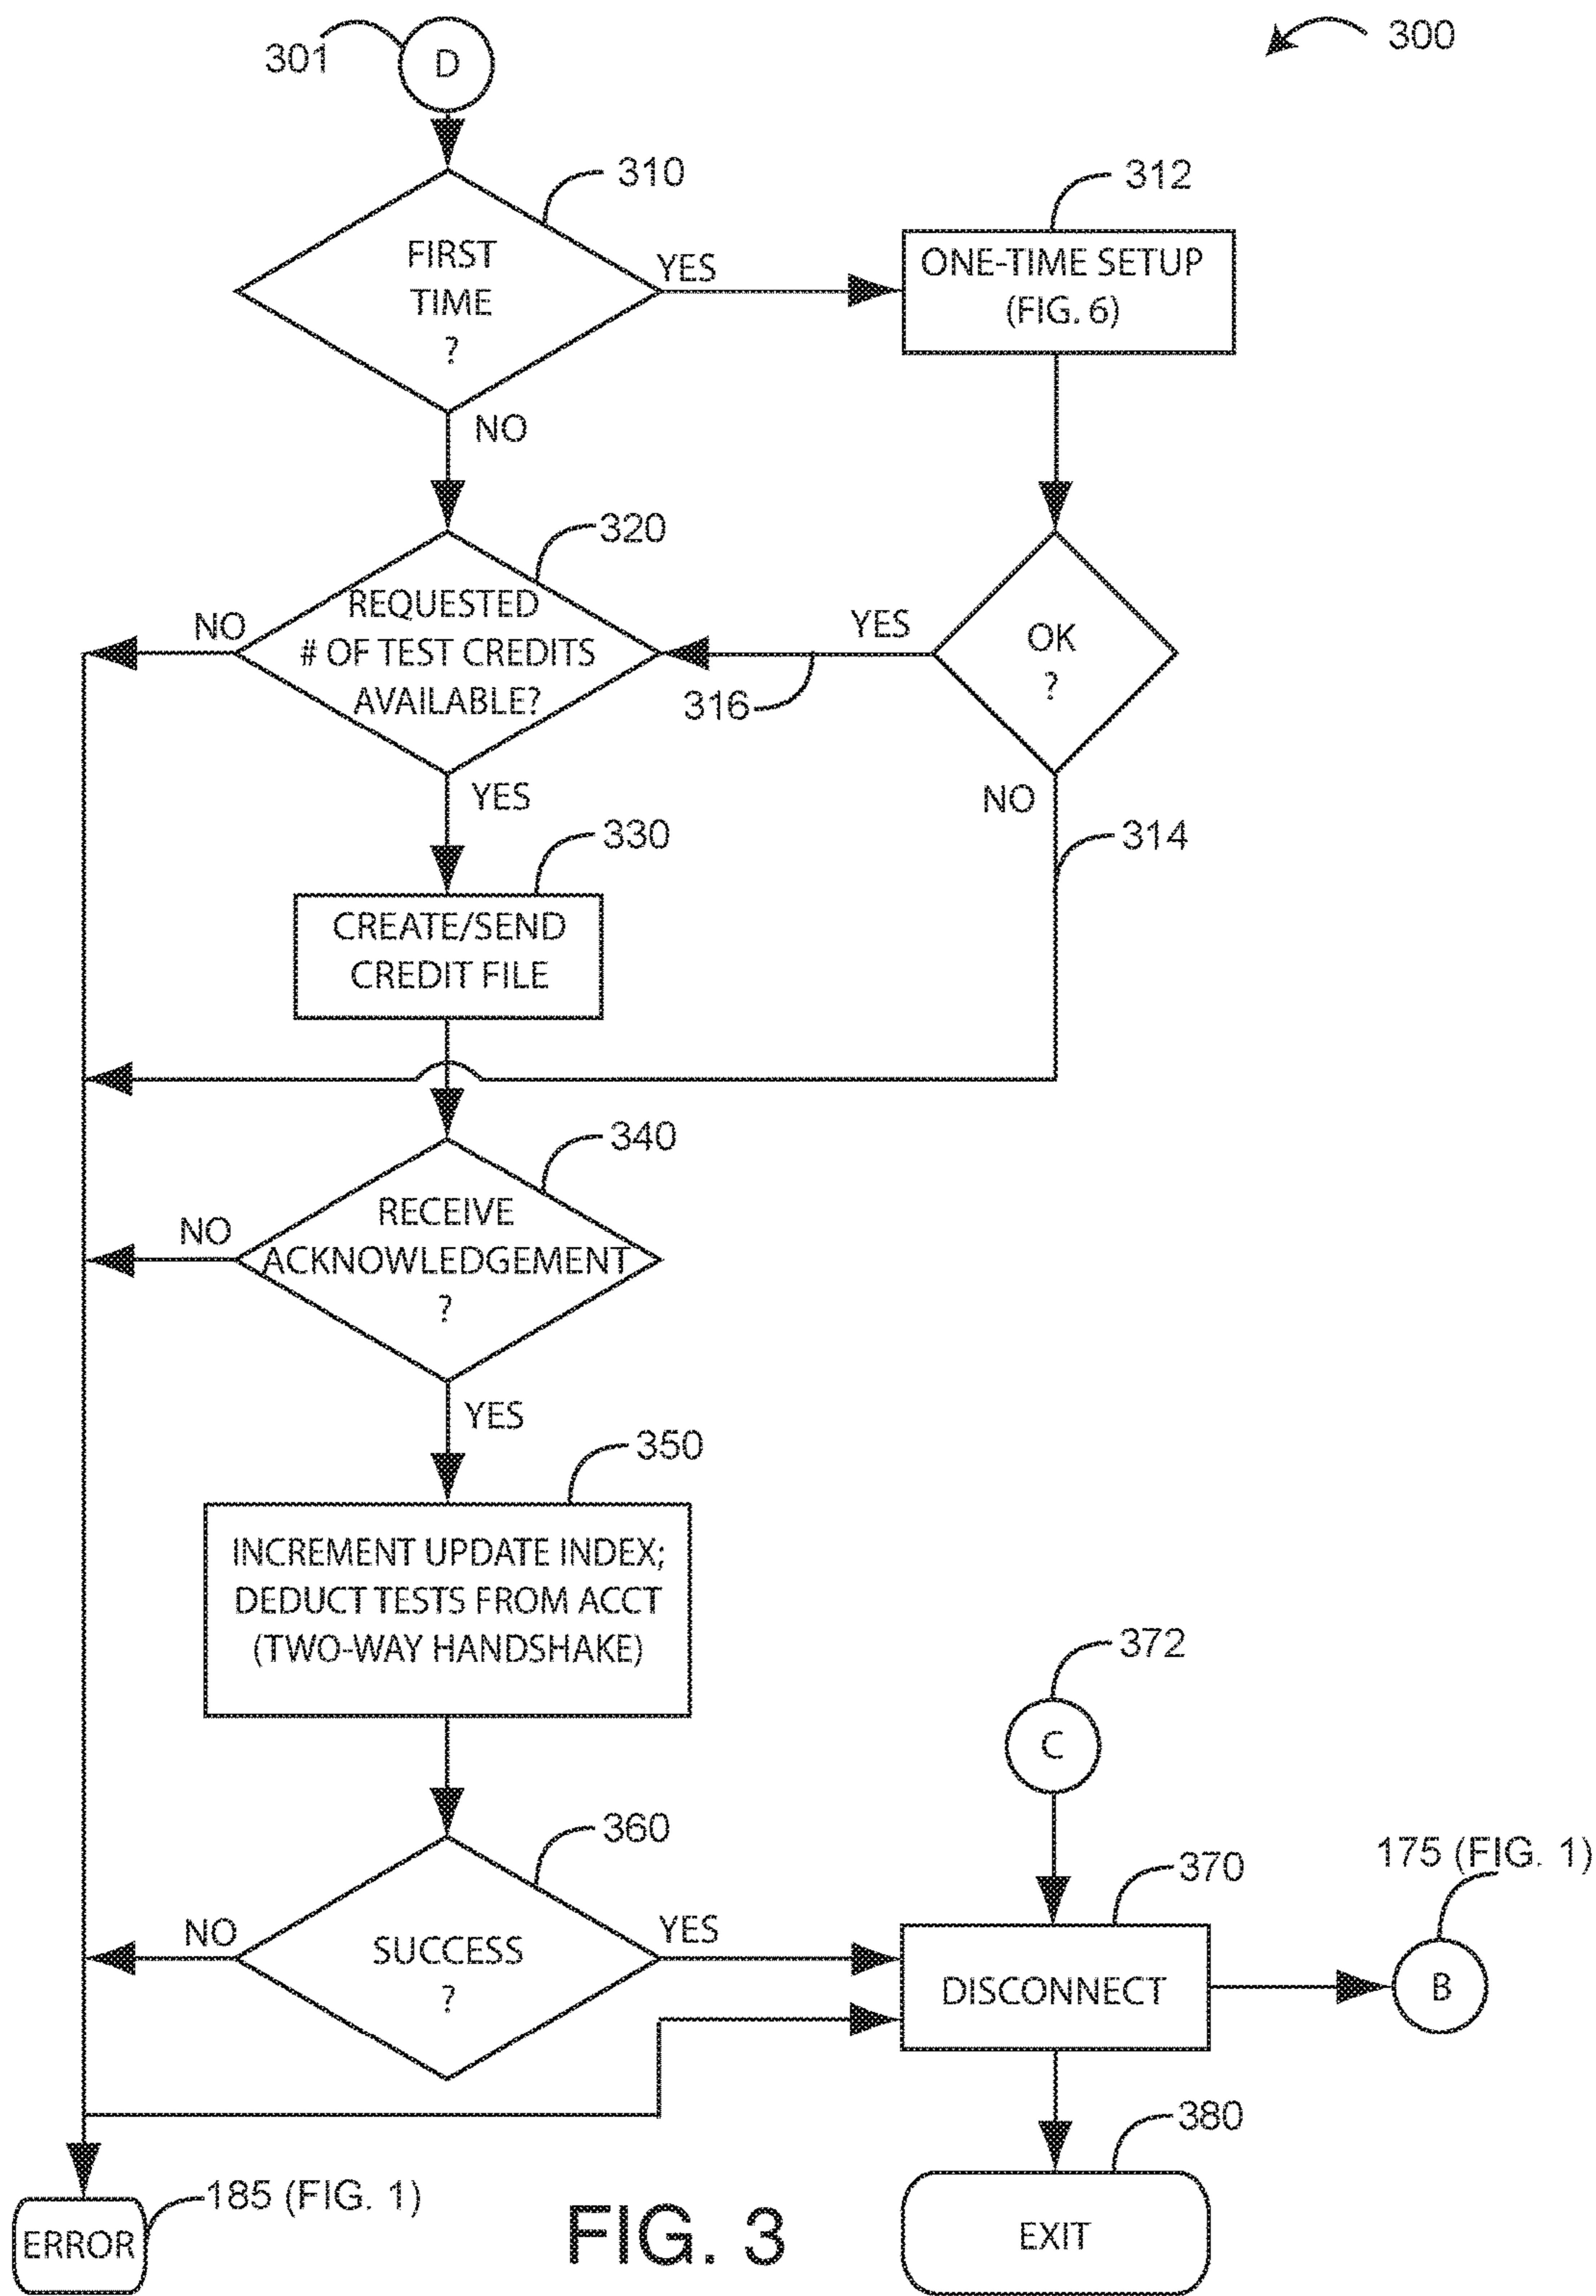 301
D
300
310
312
FIRST
TIME
?
YES
ONE-TIME SETUP
(FIG. 6)
NO
320
REQUESTED
# OF TEST CREDITS
AVAILABLE?
NO
YES
316
OK
?
YES
NO
330
314
CREATE/SEND
CREDIT FILE
340
RECEIVE
ACKNOWLEDGEMENT
?
NO
YES
350
INCREMENT UPDATE INDEX;
DEDUCT TESTS FROM ACCT
(TWO-WAY HANDSHAKE)
372
C
360
370
175 (FIG. 1)
NO
SUCCESS
?
YES
DISCONNECT
B
380
185 (FIG. 1)
ERROR
EXIT
FIG. 3